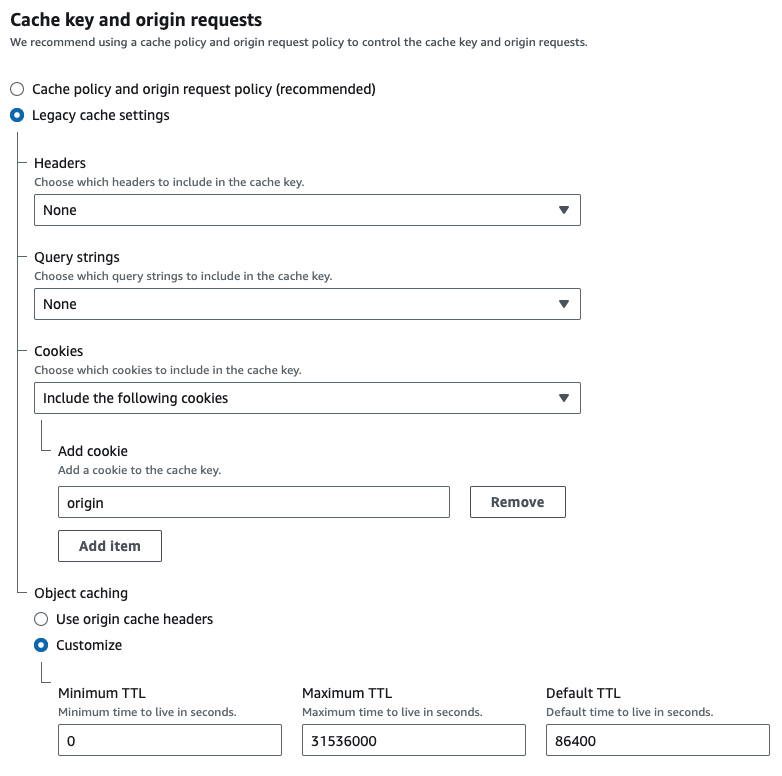 Cache key and origin requests
We recommend using a cache policy and origin request policy to control the cache key and origin requests.
Cache policy and origin request policy (recommended)
Legacy cache settings
Headers
Choose which headers to include in the cache key.
None
Query strings
Choose which query strings to include in the cache key.
None
Cookies
Choose which cookies to include in the cache key.
Include the following cookies
Add cookie
Add a cookie to the cache key.
origin Remove
Add item
Object caching
Use origin cache headers
Customize
Minimum TTL Maximum TTL Default TTL
Minimum time to live in seconds. Maximum time to live in seconds. Default time to live in seconds.
0 31536000 86400